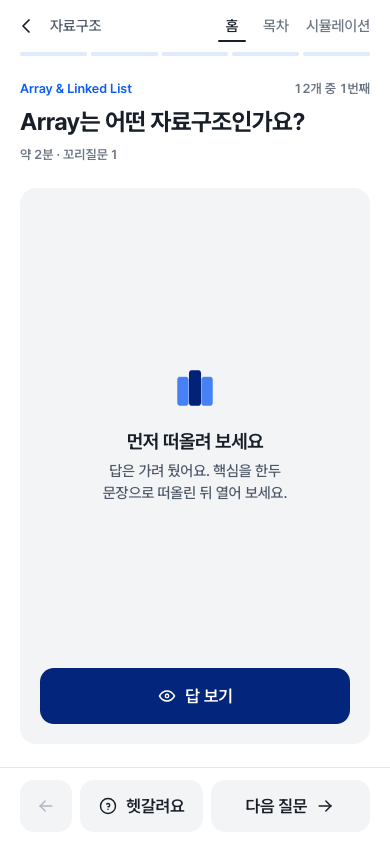 자료구조
홈 목차 시뮬레이션
Array & Linked List 12개 중 1번째
Array는 어떤 자료구조인가요?
약 2분 · 꼬리질문 1
먼저 떠올려 보세요
답은 가려 뒀어요. 핵심을 한두
문장으로 떠올린 뒤 열어 보세요.
답 보기
헷갈려요
다음 질문